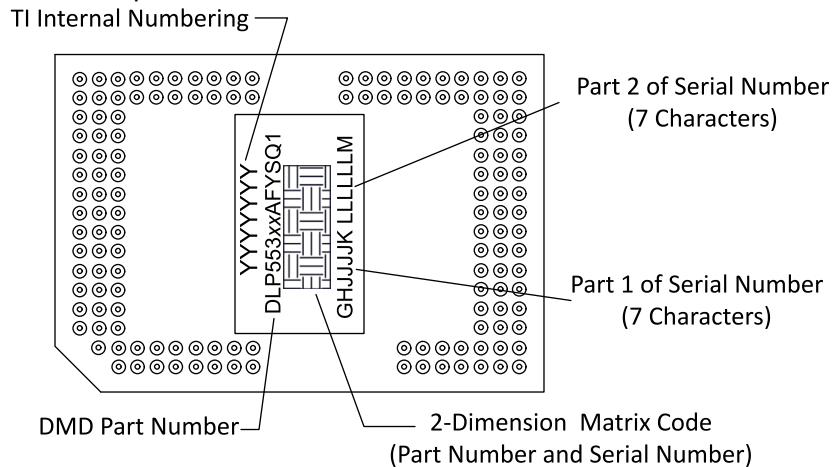 TI Internal Numbering
Part 2 of Serial Number
(7 Characters)
YYYYYYY
DLP553xxAFYSQ1
GHJJJJK LLLLLLM
Part 1 of Serial Number
(7 Characters)
DMD Part Number
2-Dimension Matrix Code
(Part Number and Serial Number)